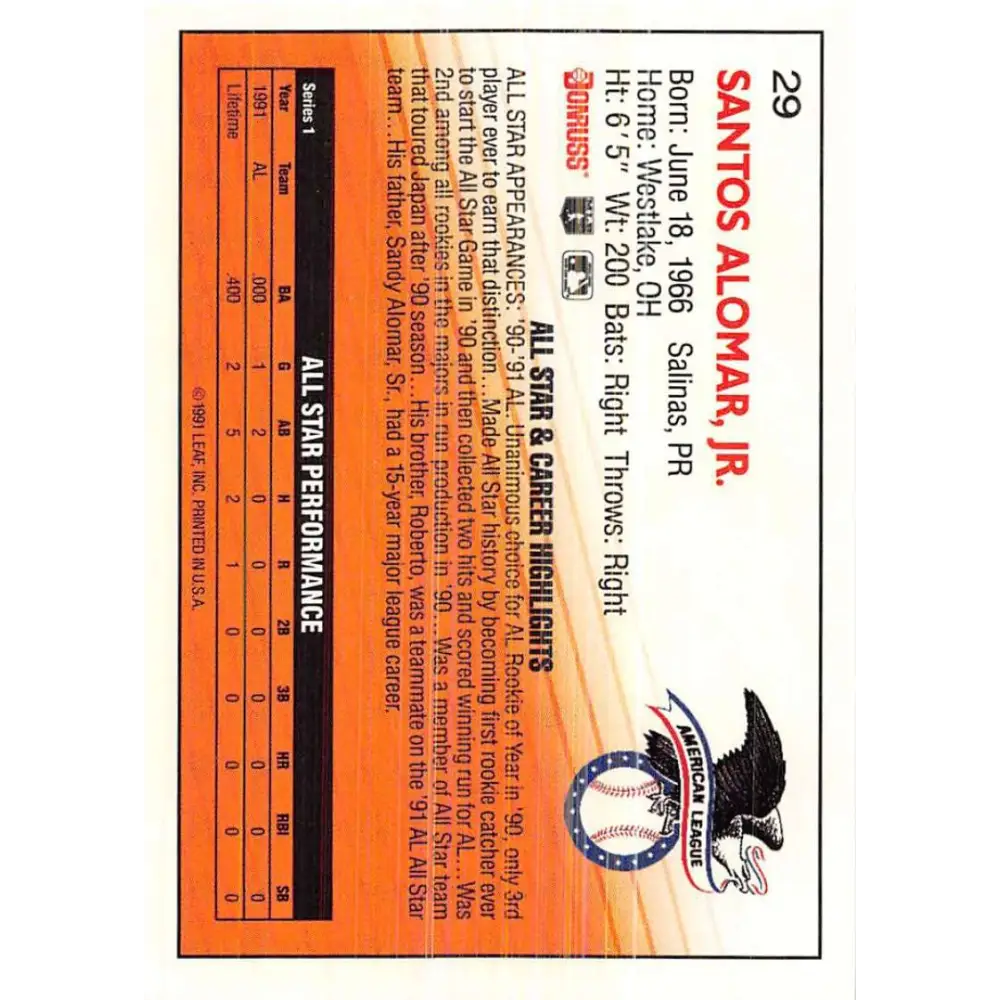 29
SANTOS ALOMAR, JR.
Born: June 18, 1966 Salinas, PR
Home: Westlake, OH
Ht: 6'5" Wt: 200 Bats: Right Throws: Right
DONRUSS®
AMERICAN LEAGUE
ALL STAR & CAREER HIGHLIGHTS
ALL STAR APPEARANCES: '90-'91 AL. Unanimous choice for AL Rookie of Year in '90, only 3rd
player ever to earn that distinction...Made All Star history by becoming first rookie catcher ever
to start the All Star Game in '90 and then collected two hits and scored winning run for AL...Was
2nd among all rookies in the majors in run production in '90...Was a member of All Star team
that toured Japan after '90 season...His brother, Roberto, was a teammate on the '91 AL All Star
team...His father, Sandy Alomar, Sr., had a 15-year major league career.
Series 1 ALL STAR PERFORMANCE
Year Team BA G AB H R 2B 3B HR RBI SB
1991 AL .000 1 2 0 0 0 0 0 0 0
Lifetime .400 2 5 2 1 0 0 0 0 0
©1991 LEAF, INC. PRINTED IN U.S.A.